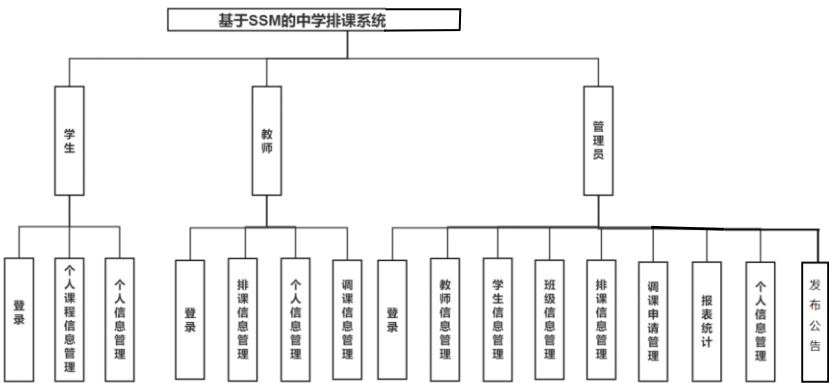 基于SSM的中学排课系统
学生
教师
管理员
登录
个人课程信息管理
个人信息管理
登录
排课信息管理
个人信息管理
调课信息管理
登录
教师信息管理
学生信息管理
班级信息管理
排课信息管理
调课申请管理
报表统计
个人信息管理
发布公告